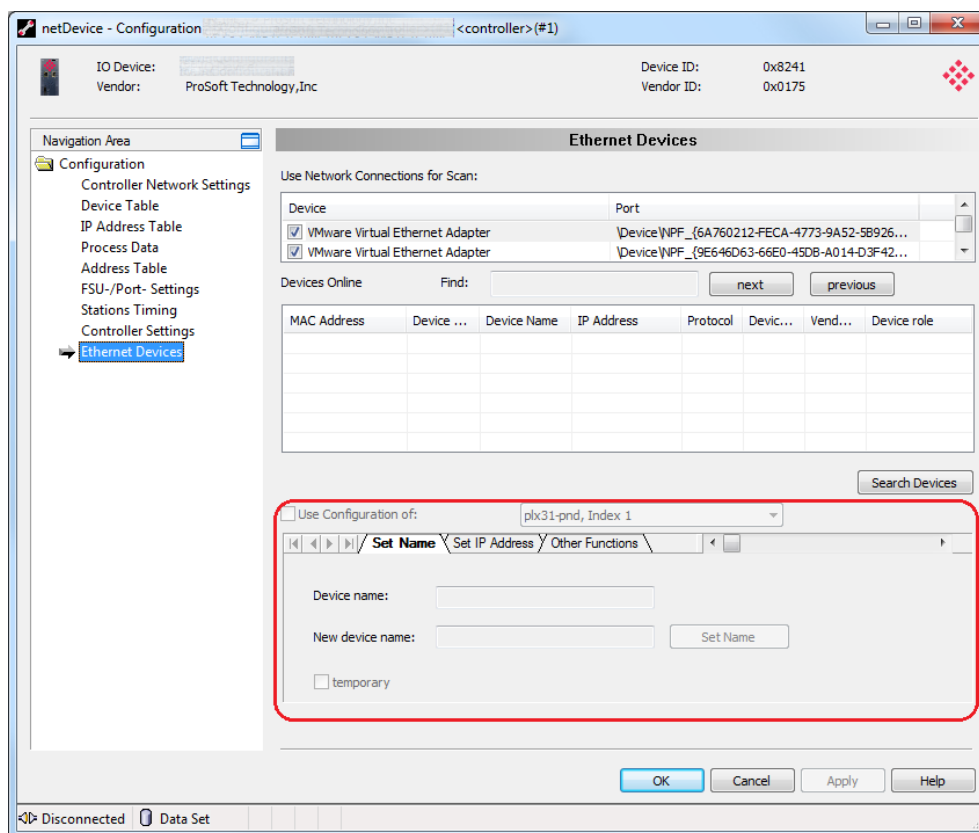 netDevice - Configuration <controller>(#1)
IO Device: Device ID: 0x8241
Vendor: ProSoft Technology,Inc Vendor ID: 0x0175
Navigation Area
Configuration
Controller Network Settings
Device Table
IP Address Table
Process Data
Address Table
FSU-/Port- Settings
Stations Timing
Controller Settings
Ethernet Devices
Ethernet Devices
Use Network Connections for Scan:
Device Port
VMware Virtual Ethernet Adapter \Device\NPF_{6A760212-FECA-4773-9A52-5B926...
VMware Virtual Ethernet Adapter \Device\NPF_{9E646D63-66E0-45DB-A014-D3F42...
Devices Online Find: next previous
MAC Address Device ... Device Name IP Address Protocol Devic... Vend... Device role
Search Devices
Use Configuration of: plx31-pnd, Index 1
Set Name Set IP Address Other Functions
Device name:
New device name: Set Name
temporary
OK Cancel Apply Help
Disconnected Data Set